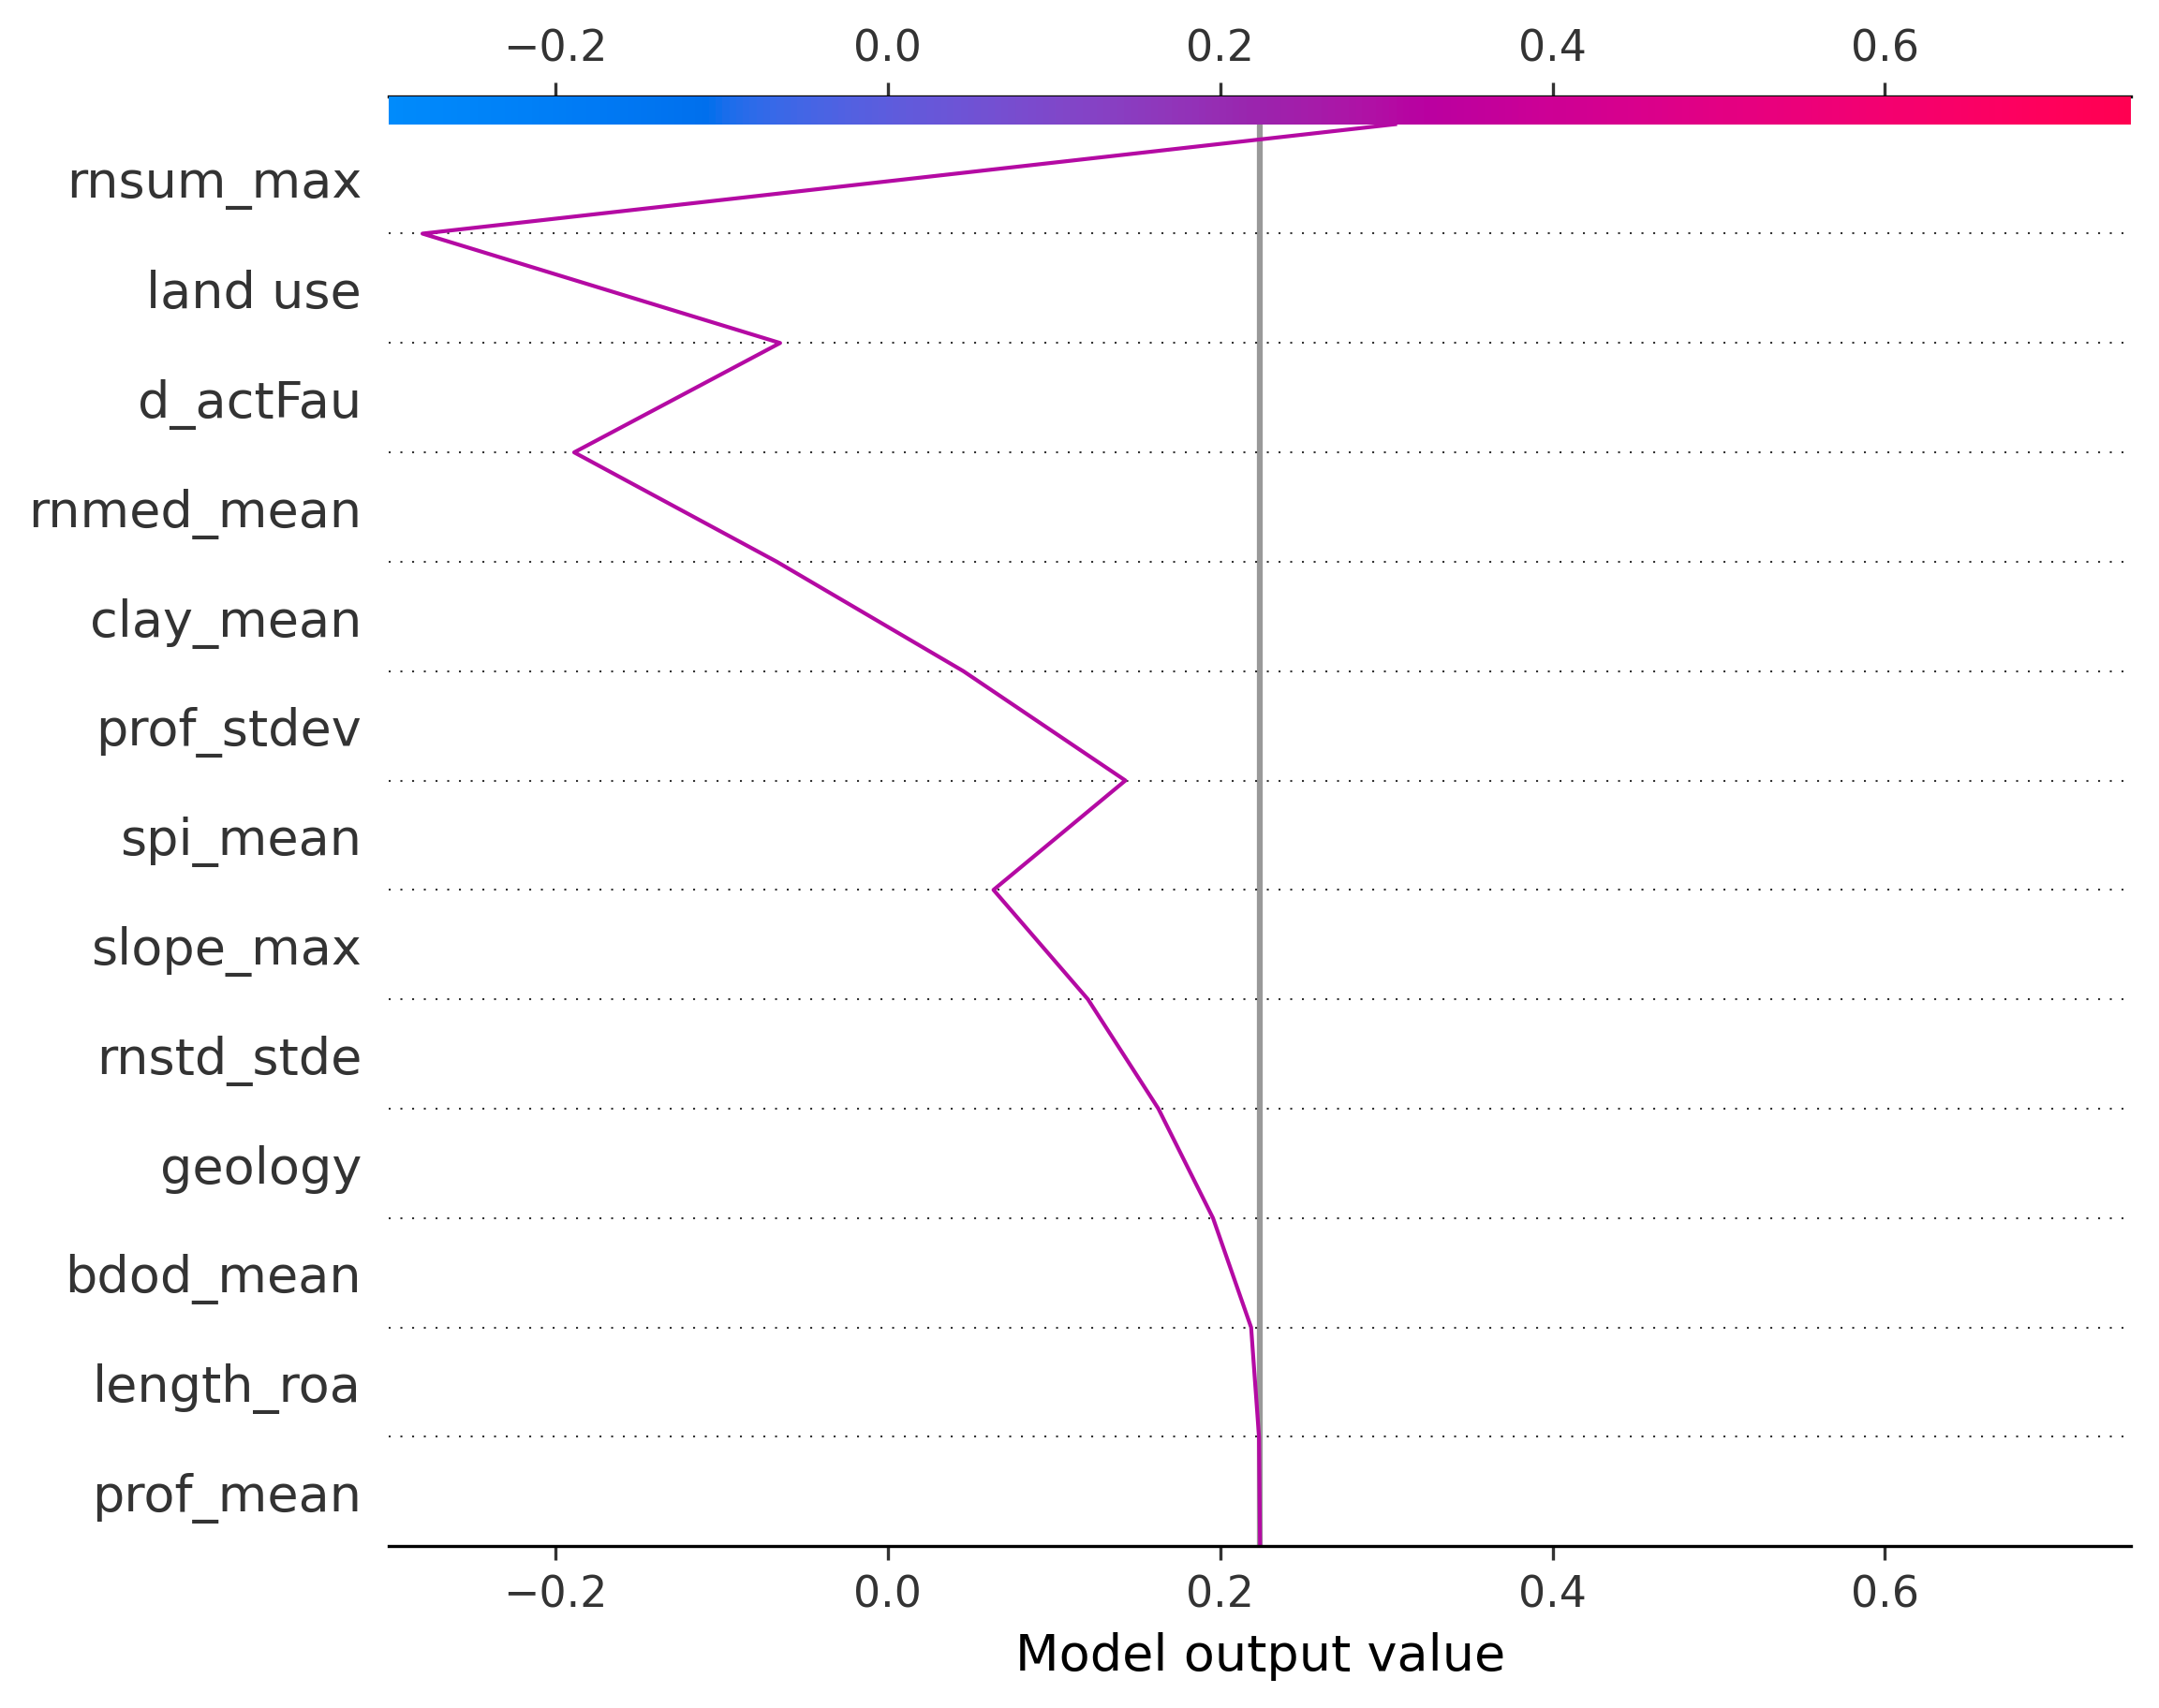 −0.2 0.0 0.2 0.4 0.6
rnsum_max
land use
d_actFau
rnmed_mean
clay_mean
prof_stdev
spi_mean
slope_max
rnstd_stde
geology
bdod_mean
length_roa
prof_mean
−0.2 0.0 0.2 0.4 0.6
Model output value